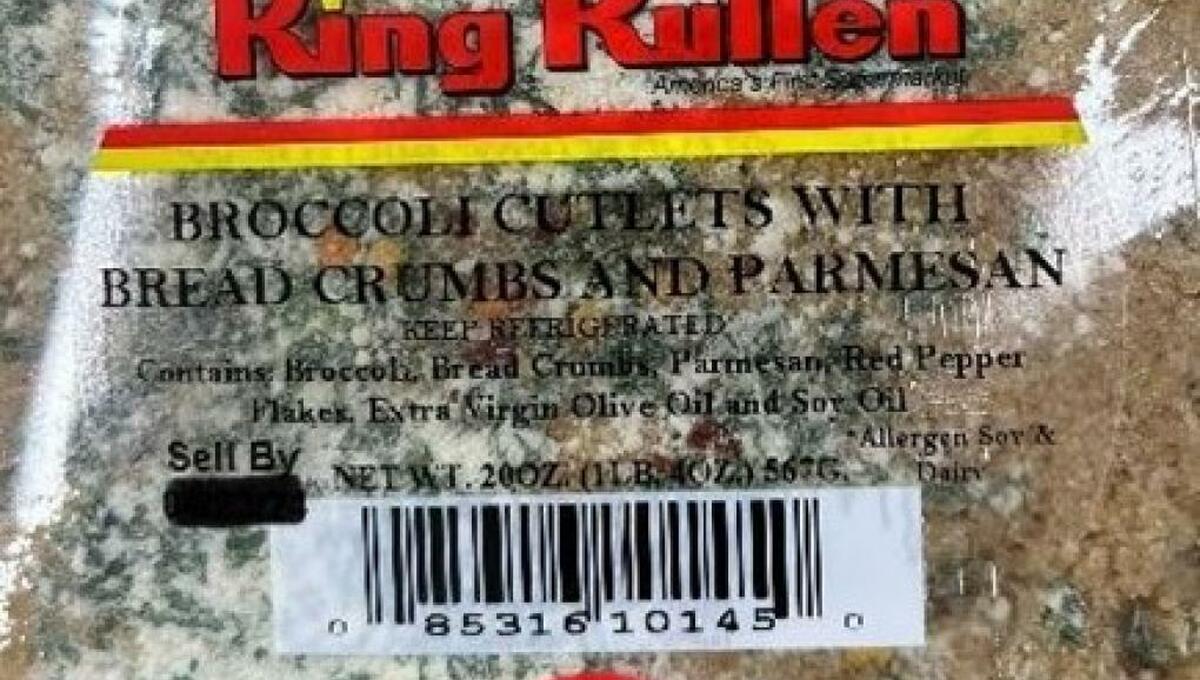 King Kullen
America's First Supermarket
BROCCOLI CUTLETS WITH
BREAD CRUMBS AND PARMESAN
KEEP REFRIGERATED
Contains: Broccoli, Bread Crumbs, Parmesan, Red Pepper
Flakes, Extra Virgin Olive Oil and Soy Oil
*Allergen Soy &
Dairy
Sell By
NET WT. 20OZ. (1LB. 4OZ.) 567G.
0 85316 10145 0